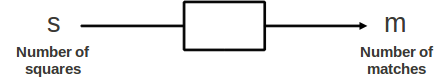 s
m
Number of
squares
Number of
matches